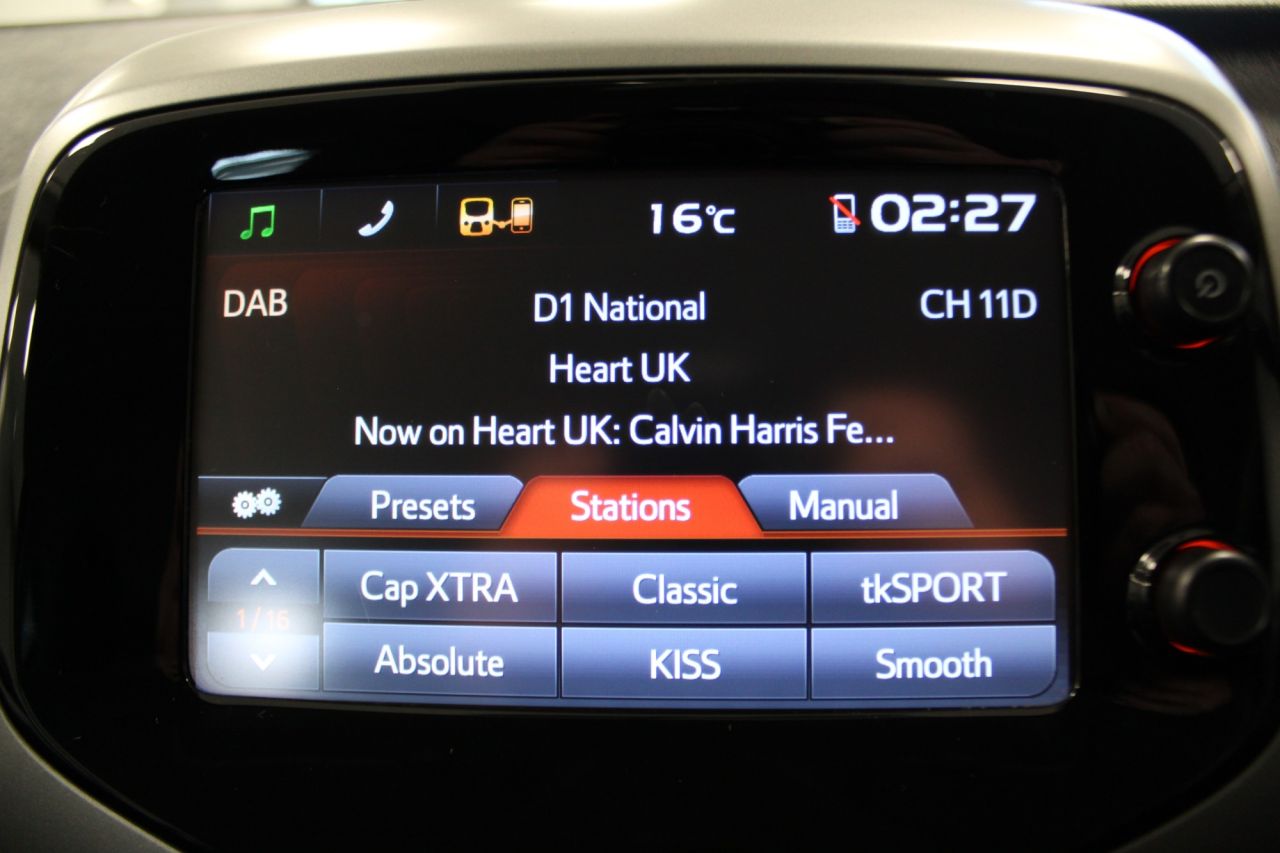 16°C 02:27
DAB D1 National CH 11D
Heart UK
Now on Heart UK: Calvin Harris Fe...
Presets Stations Manual
Cap XTRA Classic tkSPORT
1/16
Absolute KISS Smooth